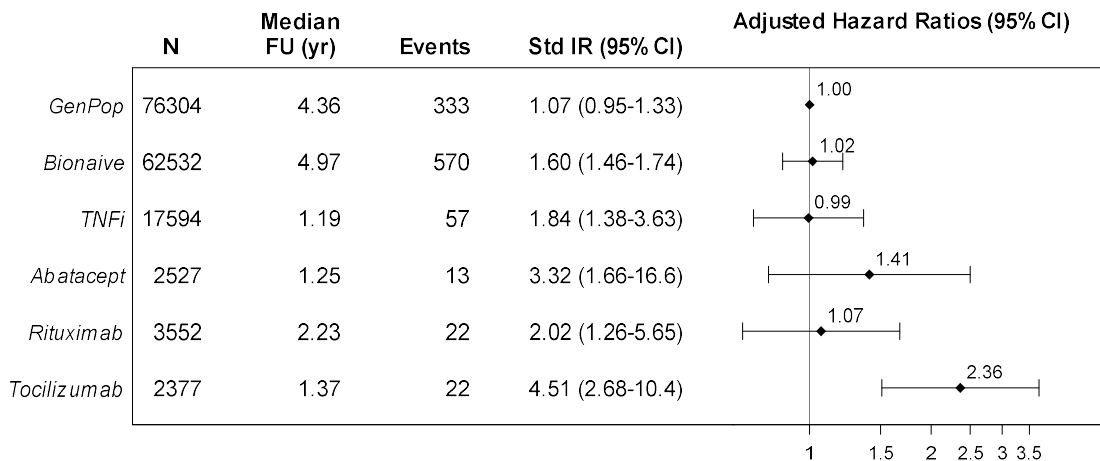 Median Adjusted Hazard Ratios (95% CI)
N FU (yr) Events Std IR (95% CI)
GenPop 76304 4.36 333 1.07 (0.95-1.33) 1.00
Bionaive 62532 4.97 570 1.60 (1.46-1.74) 1.02
TNFi 17594 1.19 57 1.84 (1.38-3.63) 0.99
Abatacept 2527 1.25 13 3.32 (1.66-16.6) 1.41
Rituximab 3552 2.23 22 2.02 (1.26-5.65) 1.07
Tocilizumab 2377 1.37 22 4.51 (2.68-10.4) 2.36
1 1.5 2 2.5 3 3.5